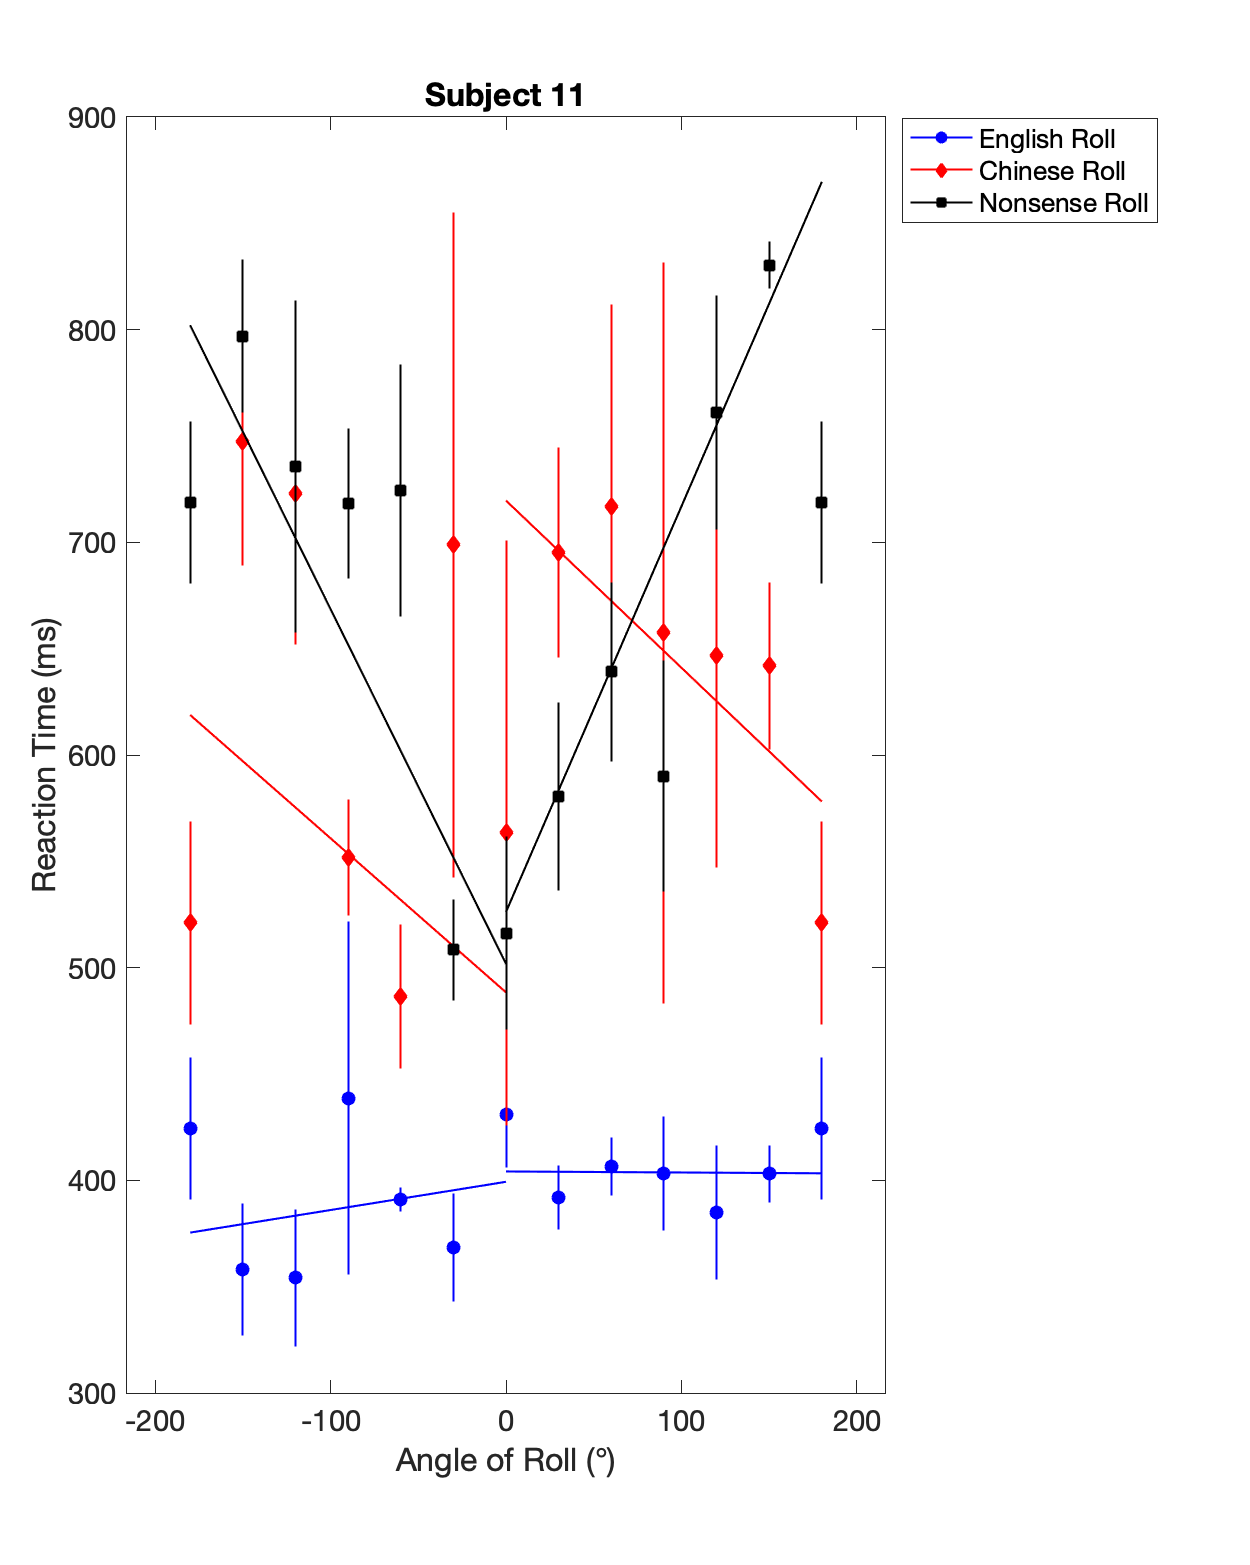 Subject 11
900
800
700
600
500
400
300
Reaction Time (ms)
-200 -100 0 100 200
Angle of Roll (°)
English Roll
Chinese Roll
Nonsense Roll